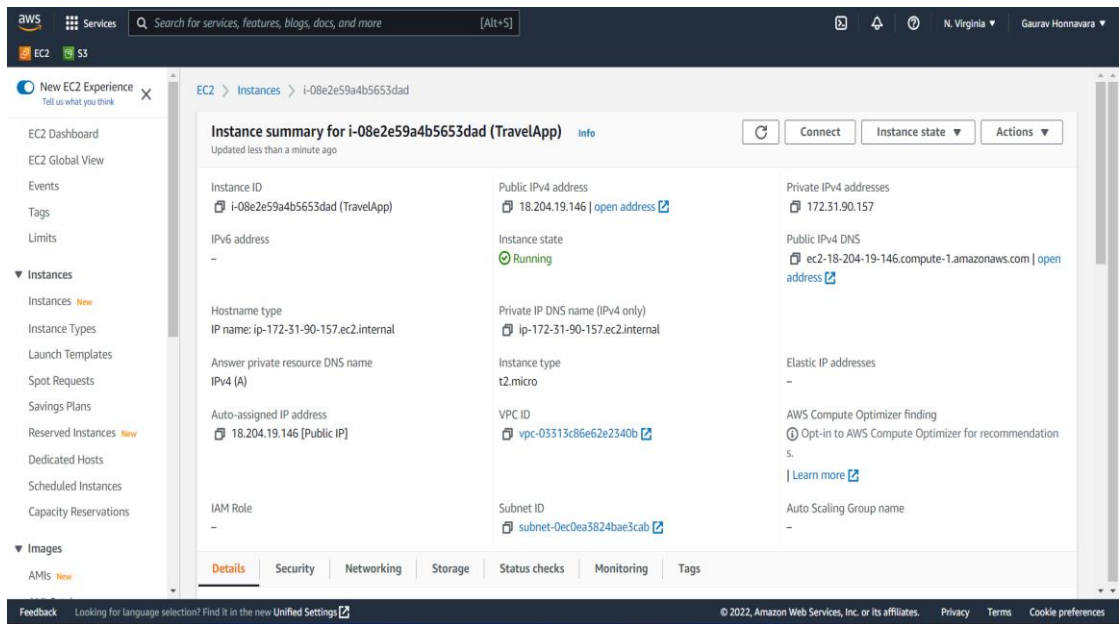 aws Services Search for services, features, blogs, docs, and more [Alt+S] N. Virginia ▼ Gaurav Honnavara ▼
EC2 S3
New EC2 Experience
Tell us what you think
EC2 Dashboard
EC2 Global View
Events
Tags
Limits
▼ Instances
Instances New
Instance Types
Launch Templates
Spot Requests
Savings Plans
Reserved Instances New
Dedicated Hosts
Scheduled Instances
Capacity Reservations
▼ Images
AMIs New
EC2 > Instances > i-08e2e59a4b5653dad
Instance summary for i-08e2e59a4b5653dad (TravelApp) Info
Updated less than a minute ago
Connect Instance state ▼ Actions ▼
Instance ID
i-08e2e59a4b5653dad (TravelApp)
Public IPv4 address
18.204.19.146 | open address
Private IPv4 addresses
172.31.90.157
IPv6 address
–
Instance state
Running
Public IPv4 DNS
ec2-18-204-19-146.compute-1.amazonaws.com | open
address
Hostname type
IP name: ip-172-31-90-157.ec2.internal
Private IP DNS name (IPv4 only)
ip-172-31-90-157.ec2.internal
Answer private resource DNS name
IPv4 (A)
Instance type
t2.micro
Elastic IP addresses
–
Auto-assigned IP address
18.204.19.146 [Public IP]
VPC ID
vpc-03313c86e62e2340b
AWS Compute Optimizer finding
Opt-in to AWS Compute Optimizer for recommendation
s.
| Learn more
IAM Role
–
Subnet ID
subnet-0ec0ea3824bae3cab
Auto Scaling Group name
–
Details Security Networking Storage Status checks Monitoring Tags
Feedback Looking for language selection? Find it in the new Unified Settings © 2022, Amazon Web Services, Inc. or its affiliates. Privacy Terms Cookie preferences